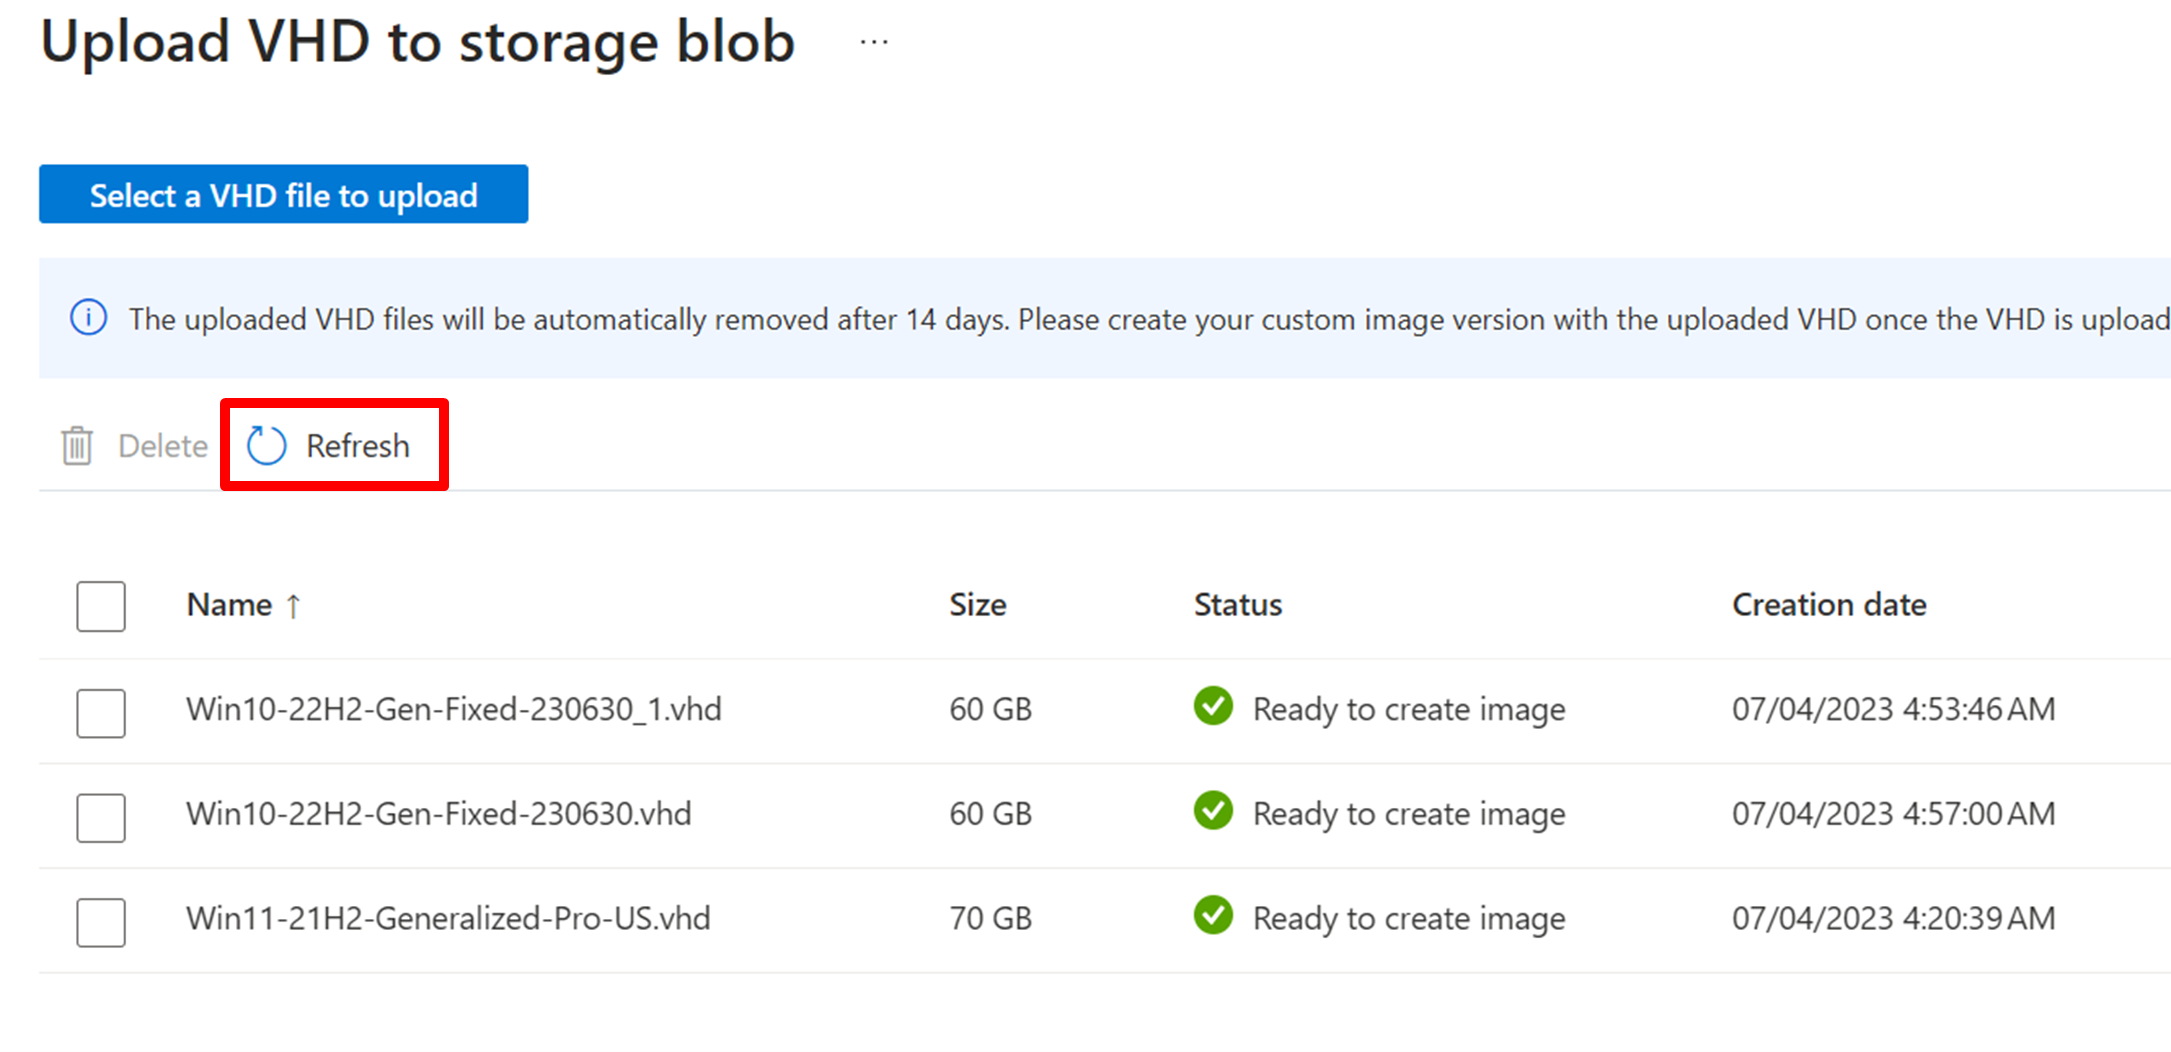 Upload VHD to storage blob ...
Select a VHD file to upload
The uploaded VHD files will be automatically removed after 14 days. Please create your custom image version with the uploaded VHD once the VHD is upload
Delete Refresh
Name ↑ Size Status Creation date
Win10-22H2-Gen-Fixed-230630_1.vhd 60 GB Ready to create image 07/04/2023 4:53:46 AM
Win10-22H2-Gen-Fixed-230630.vhd 60 GB Ready to create image 07/04/2023 4:57:00 AM
Win11-21H2-Generalized-Pro-US.vhd 70 GB Ready to create image 07/04/2023 4:20:39 AM